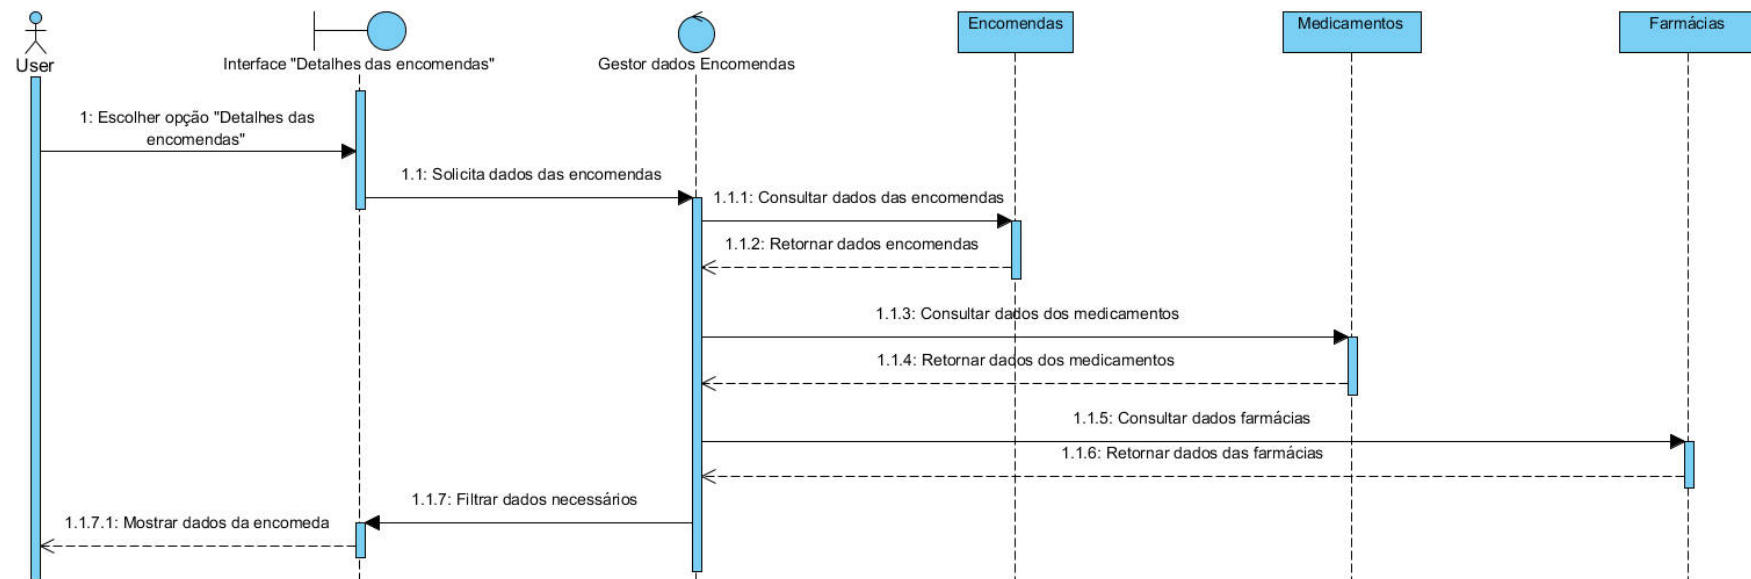 User
Interface "Detalhes das encomendas"
Gestor dados Encomendas
Encomendas
Medicamentos
Farmácias
1: Escolher opção "Detalhes das
encomendas"
1.1: Solicita dados das encomendas
1.1.1: Consultar dados das encomendas
1.1.2: Retornar dados encomendas
1.1.3: Consultar dados dos medicamentos
1.1.4: Retornar dados dos medicamentos
1.1.5: Consultar dados farmácias
1.1.6: Retornar dados das farmácias
1.1.7: Filtrar dados necessários
1.1.7.1: Mostrar dados da encomeda